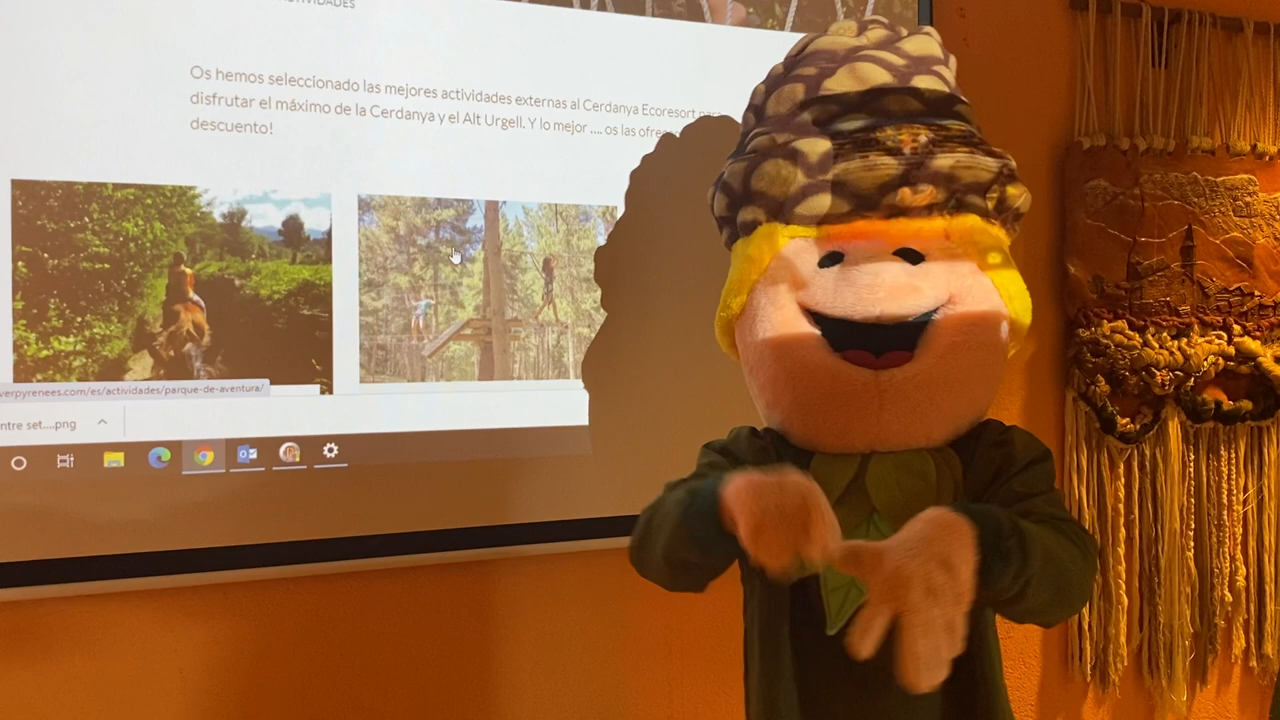 Os hemos seleccionado las mejores actividades externas al Cerdanya Ecoresort
disfrutar el máximo de la Cerdanya y el Alt Urgell. Y lo mejor .... os las
descuento!
verpyrenees.com/es/actividades/parque-de-aventura/
ntre set....png